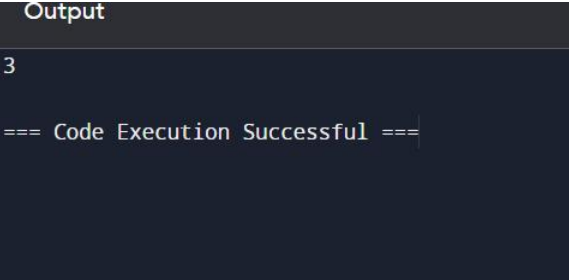 Output
3
=== Code Execution Successful ===